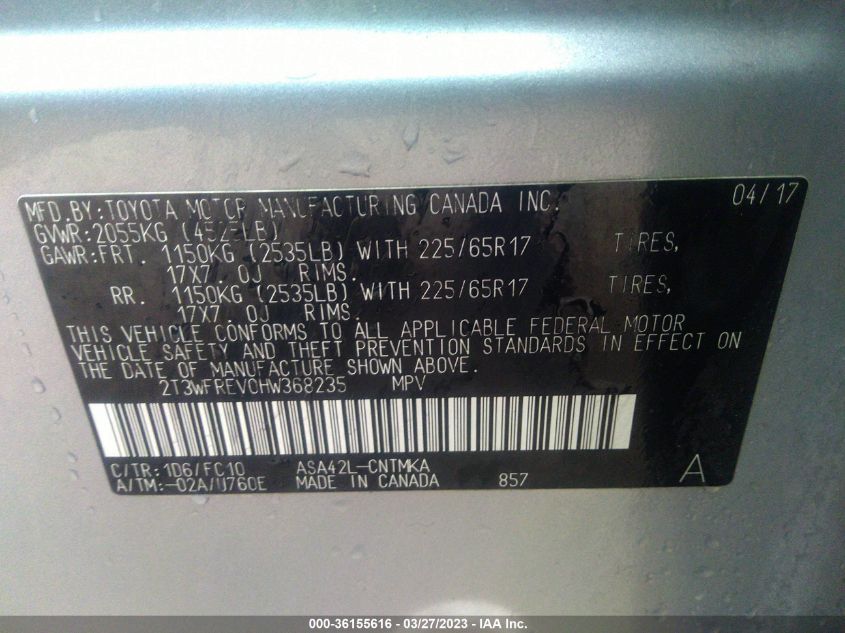 MFD.BY:TOYOTA MOTOR MANUFACTURING CANADA INC. 04/17
GVWR:2055KG (4525LB)
GAWR:FRT. 1150KG (2535LB) WITH 225/65R17 TIRES,
17X7.0J RIMS.
RR. 1150KG (2535LB) WITH 225/65R17 TIRES,
17X7.0J RIMS.
THIS VEHICLE CONFORMS TO ALL APPLICABLE FEDERAL MOTOR
VEHICLE SAFETY AND THEFT PREVENTION STANDARDS IN EFFECT ON
THE DATE OF MANUFACTURE SHOWN ABOVE.
2T3WFREV0HW368235 MPV
C/TR:1D6/FC10 ASA42L-CNTMKA
A/TM:-02A/U760E MADE IN CANADA 857 A
000-36155616 - 03/27/2023 - IAA Inc.